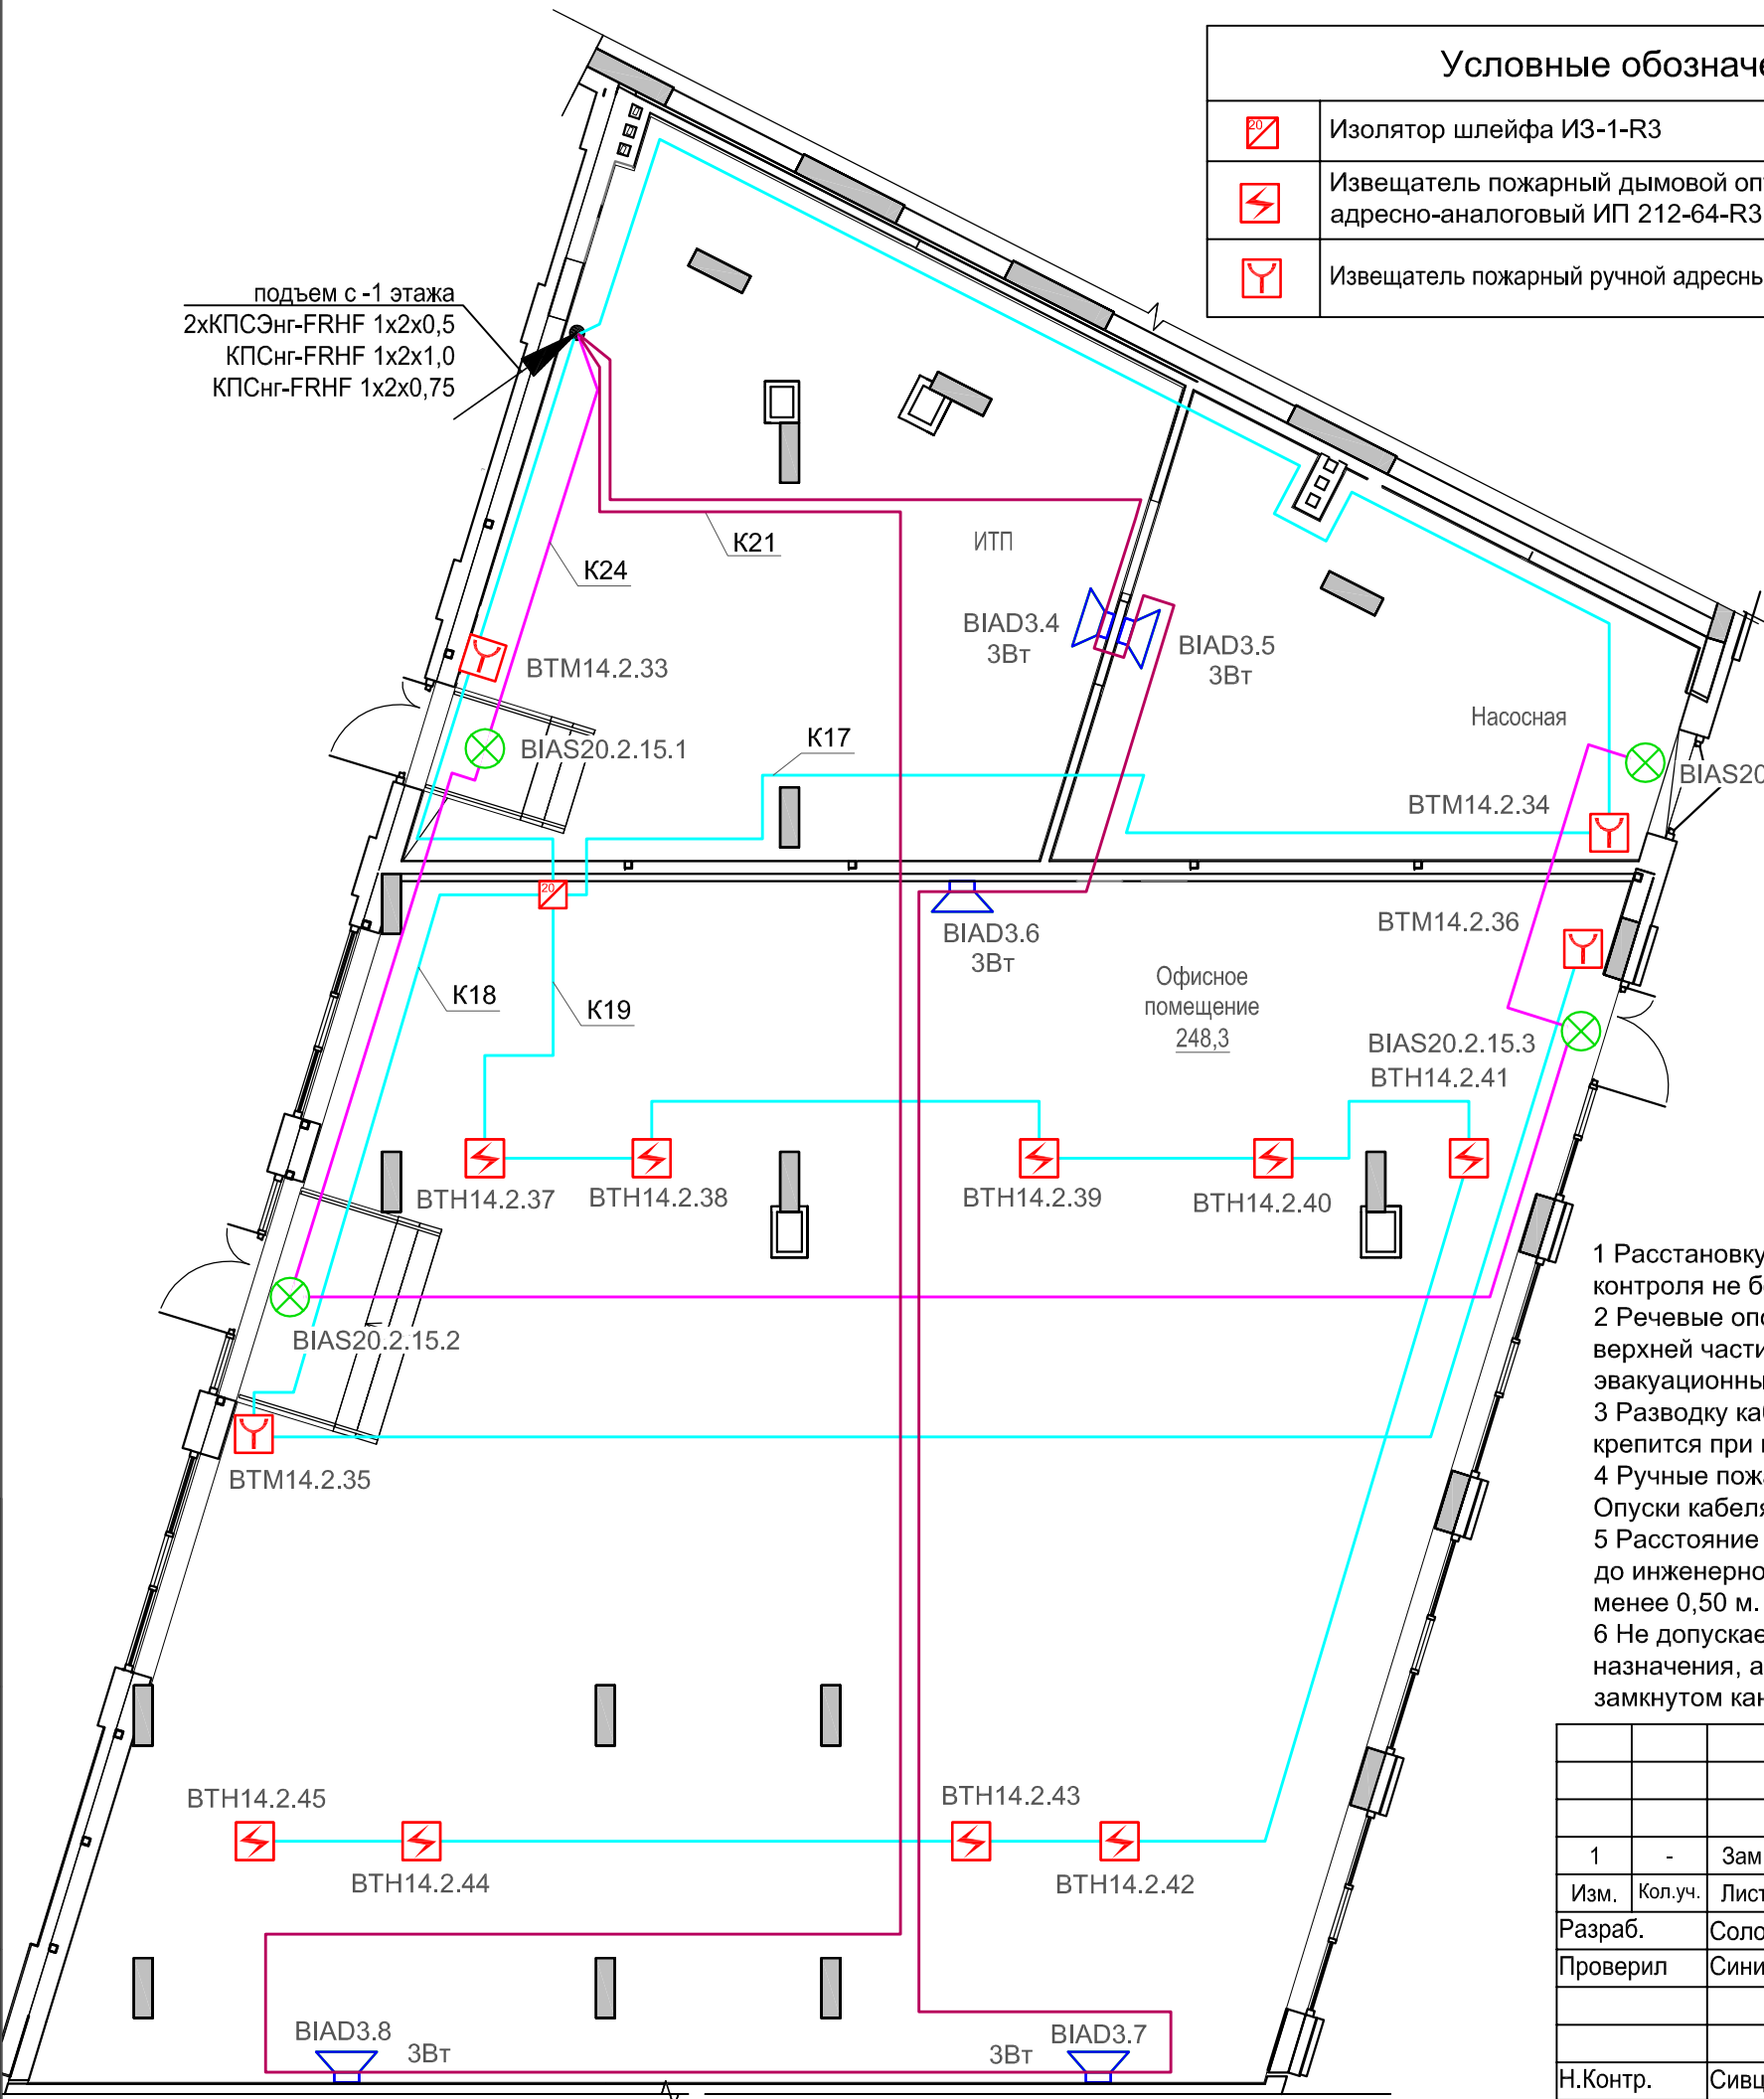 Условные обозначе
20
Изолятор шлейфа ИЗ-1-R3
Извещатель пожарный дымовой оп
адресно-аналоговый ИП 212-64-R3
Извещатель пожарный ручной адресны
подъем с -1 этажа
2хКПСЭнг-FRHF 1х2х0,5
КПСнг-FRHF 1х2х1,0
КПСнг-FRHF 1х2х0,75
К21
ИТП
К24
BIAD3.4
3Вт
BIAD3.5
3Вт
BTM14.2.33
Насосная
BIAS20.2.15.1
К17
BIAS20
BTM14.2.34
20
BTM14.2.36
BIAD3.6
3Вт
Офисное
помещение
248,3
К18
К19
BIAS20.2.15.3
BTH14.2.41
BTH14.2.37
BTH14.2.38
BTH14.2.39
BTH14.2.40
BIAS20.2.15.2
BTM14.2.35
1 Расстановку
контроля не б
2 Речевые опо
верхней части
эвакуационны
3 Разводку ка
крепится при
4 Ручные пож
Опуски кабеля
5 Расстояние
до инженерно
менее 0,50 м.
6 Не допускае
назначения, а
замкнутом кан
BTH14.2.45
BTH14.2.43
BTH14.2.44
BTH14.2.42
1 - Зам
Изм. Кол.уч. Лист
Разраб. Соло
Проверил Сини
Н.Контр. Сивц
BIAD3.8
3Вт
3Вт
BIAD3.7